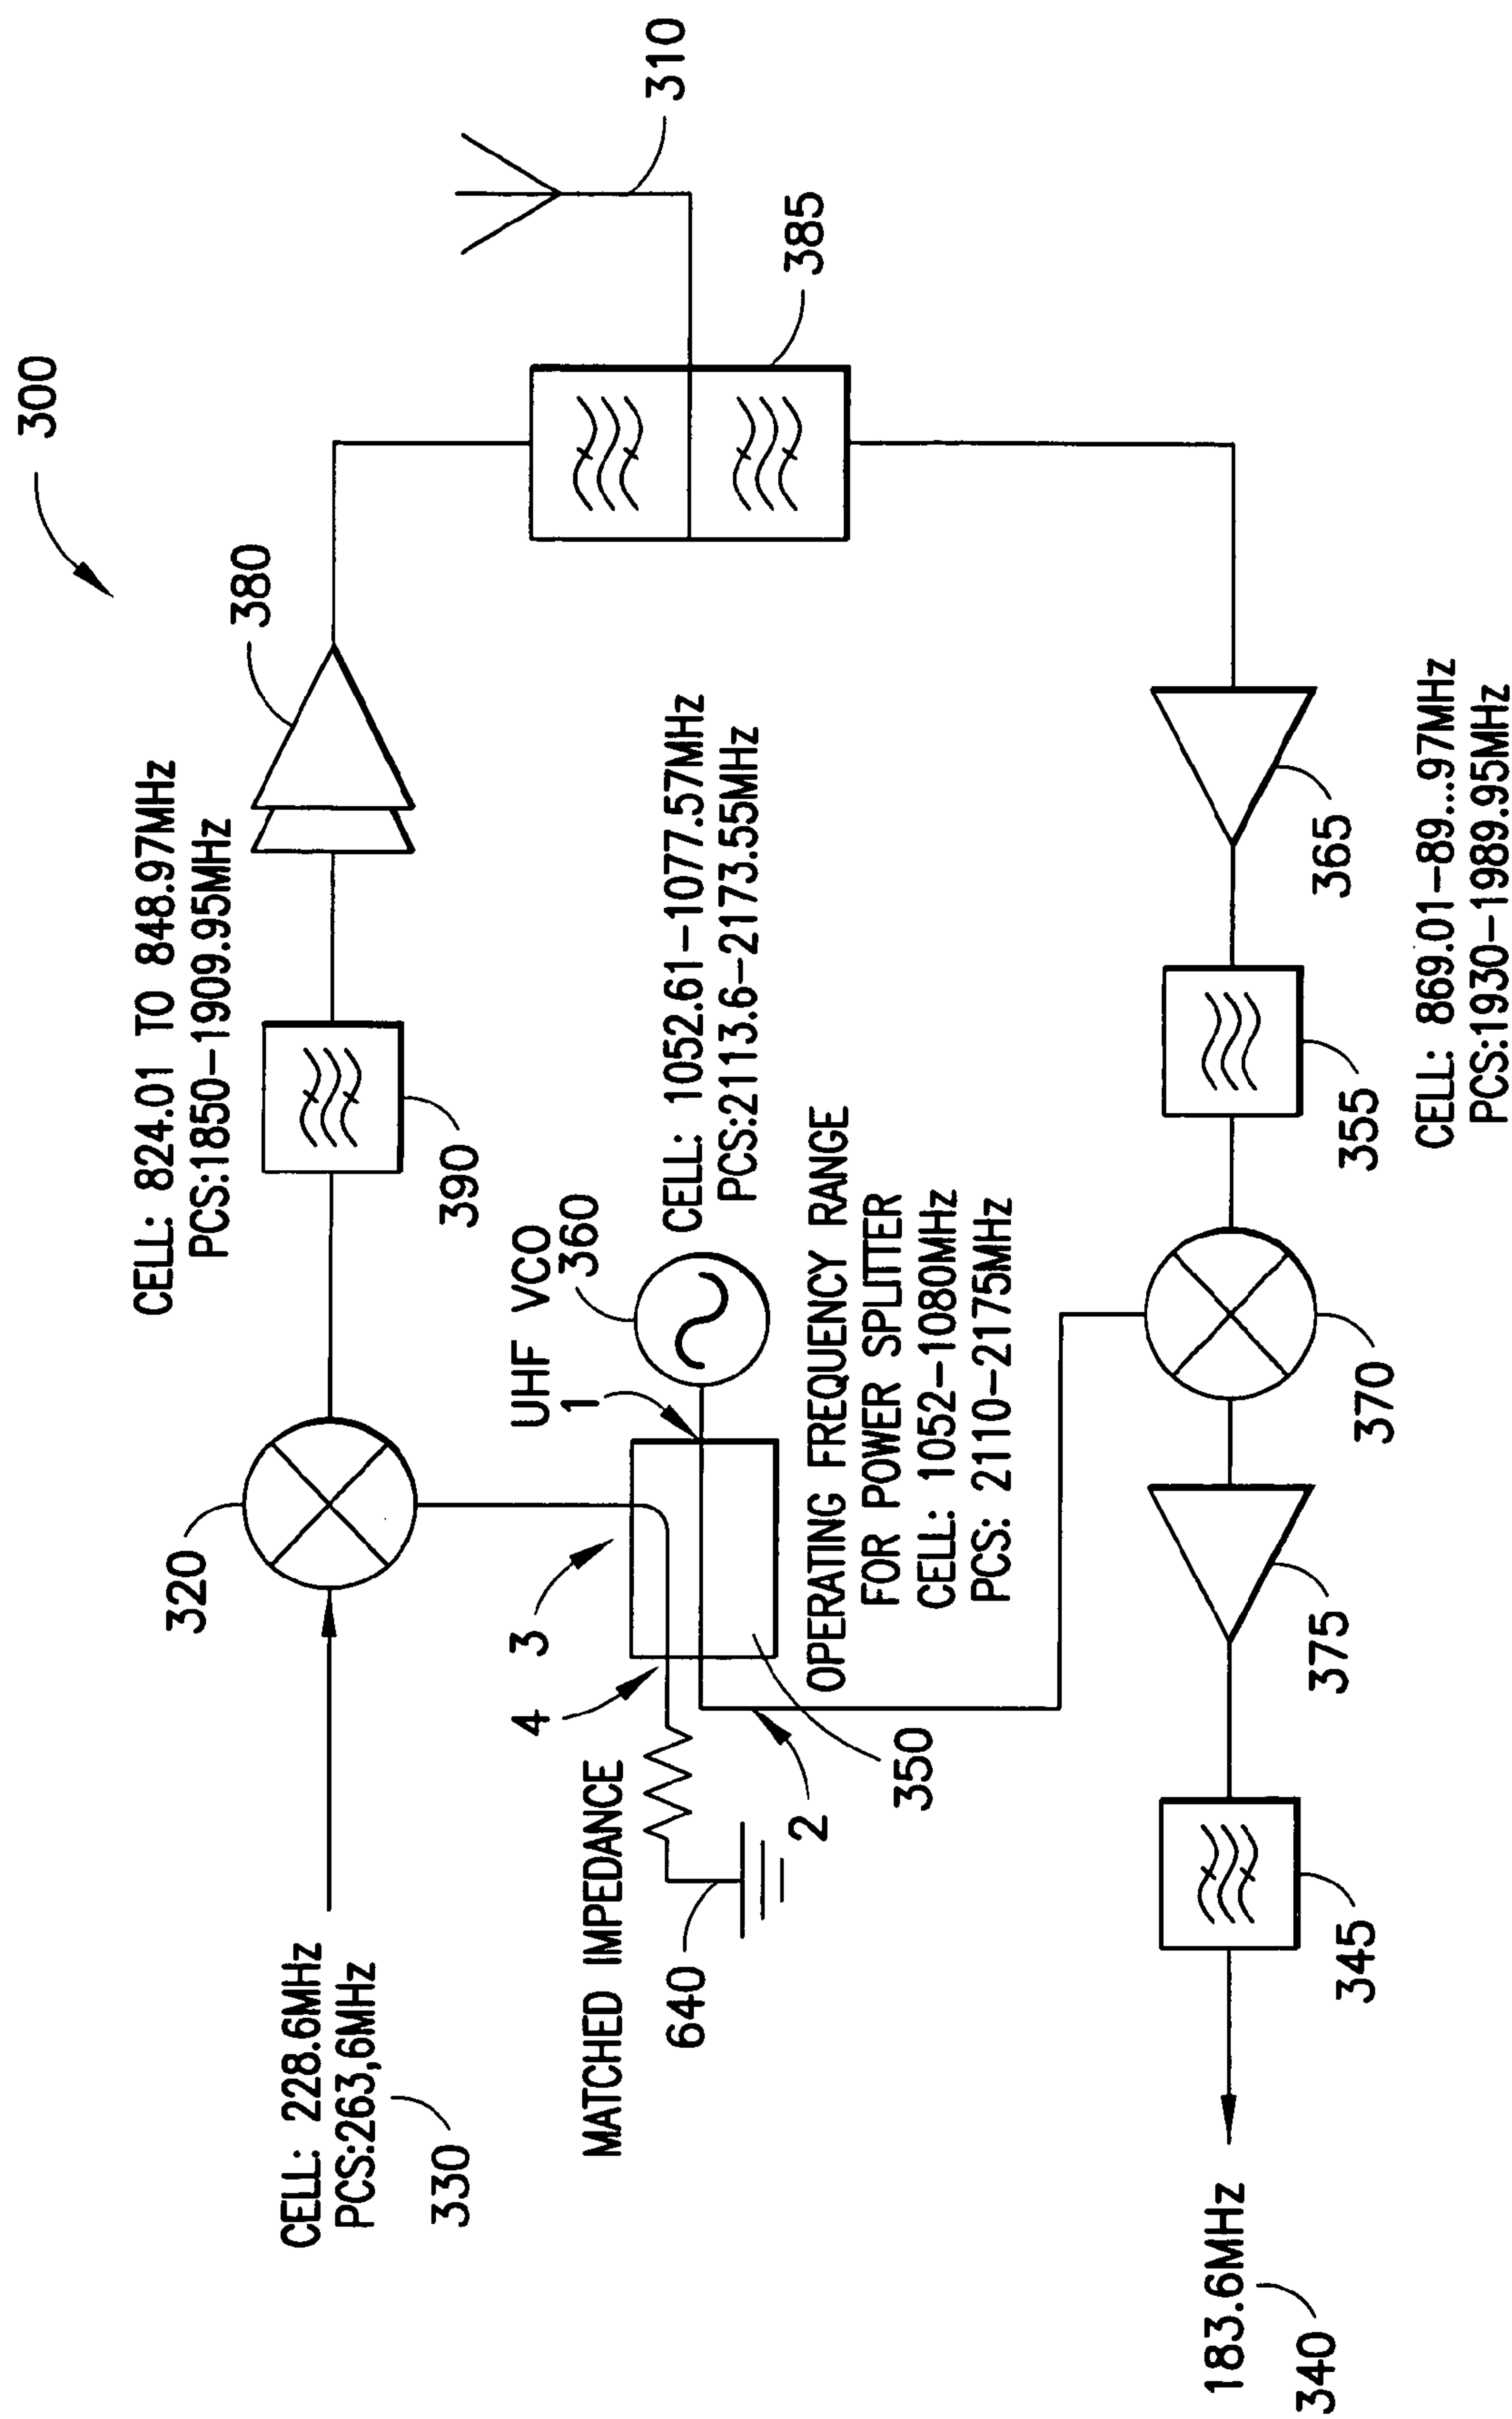 300
310
380
385
CELL: 824.01 TO 848.97MHz
PCS:1850-1909.95MHz
390
320
CELL: 228.6MHz
PCS:263,6MHz
330
UHF VCO
360
1
CELL: 1052.61-1077.57MHz
PCS:2113.6-2173.55MHz
3
4
MATCHED IMPEDANCE
640
2
350
OPERATING FREQUENCY RANGE
FOR POWER SPLITTER
CELL: 1052-1080MHz
PCS: 2110-2175MHz
365
355
CELL: 869.01-89...97MHz
PCS:1930-1989.95MHz
370
375
345
183.6MHz
340